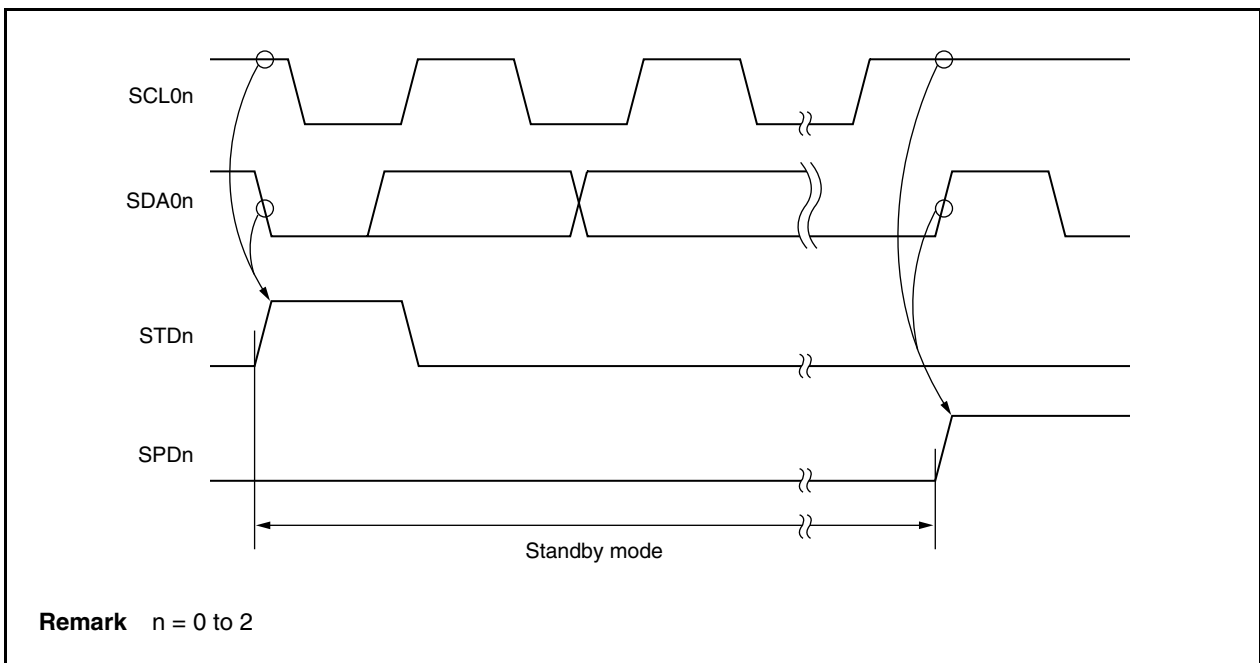 SCL0n
SDA0n
STDn
SPDn
Standby mode
Remark n = 0 to 2